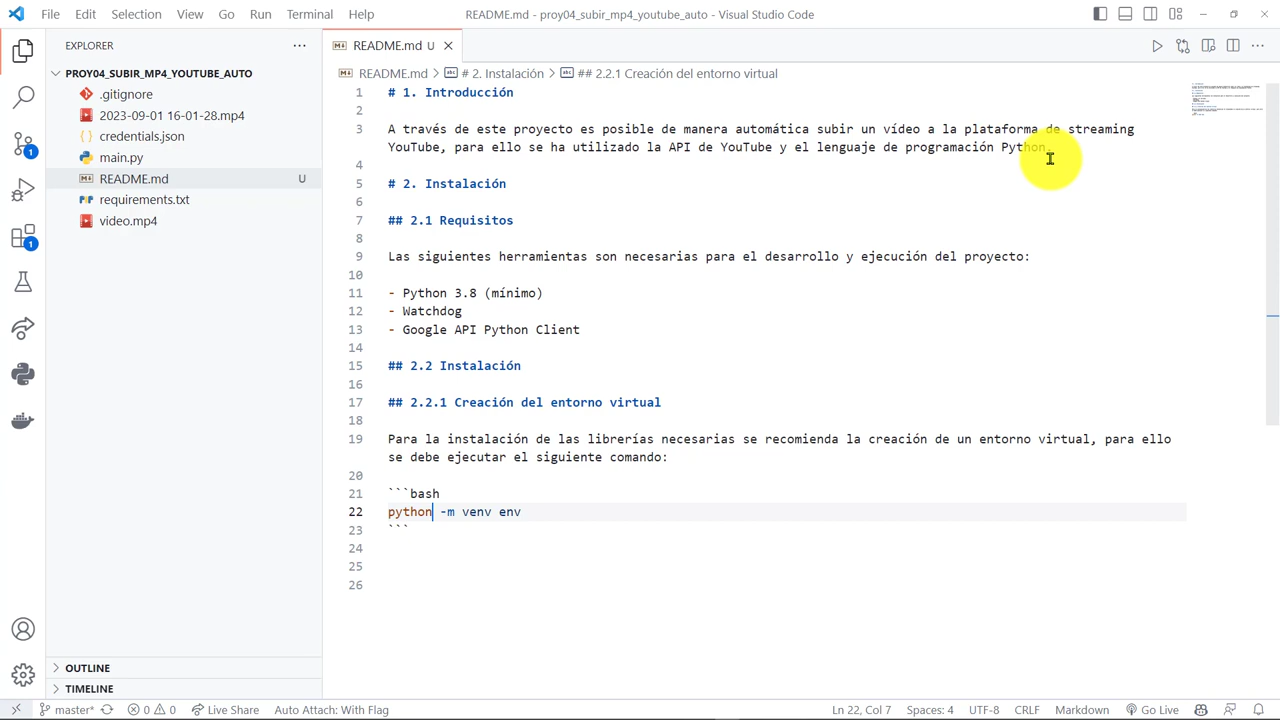 File Edit Selection View Go Run Terminal Help README.md - proy04_subir_mp4_youtube_auto - Visual Studio Code
EXPLORER
PROY04_SUBIR_MP4_YOUTUBE_AUTO
.gitignore
2023-09-01 16-01-28.mp4
credentials.json
main.py
README.md U
requirements.txt
video.mp4
OUTLINE
TIMELINE
1
1
README.md U
README.md > # 2. Instalación > ## 2.2.1 Creación del entorno virtual
1 # 1. Introducción
2
3 A través de este proyecto es posible de manera automática subir un vídeo a la plataforma de streaming
YouTube, para ello se ha utilizado la API de YouTube y el lenguaje de programación Python.
4
5 # 2. Instalación
6
7 ## 2.1 Requisitos
8
9 Las siguientes herramientas son necesarias para el desarrollo y ejecución del proyecto:
10
11 - Python 3.8 (mínimo)
12 - Watchdog
13 - Google API Python Client
14
15 ## 2.2 Instalación
16
17 ## 2.2.1 Creación del entorno virtual
18
19 Para la instalación de las librerías necesarias se recomienda la creación de un entorno virtual, para ello
se debe ejecutar el siguiente comando:
20
21 ```bash
22 python -m venv env
23 ```
24
25
26
master* 0 0 Live Share Auto Attach: With Flag Ln 22, Col 7 Spaces: 4 UTF-8 CRLF Markdown Go Live